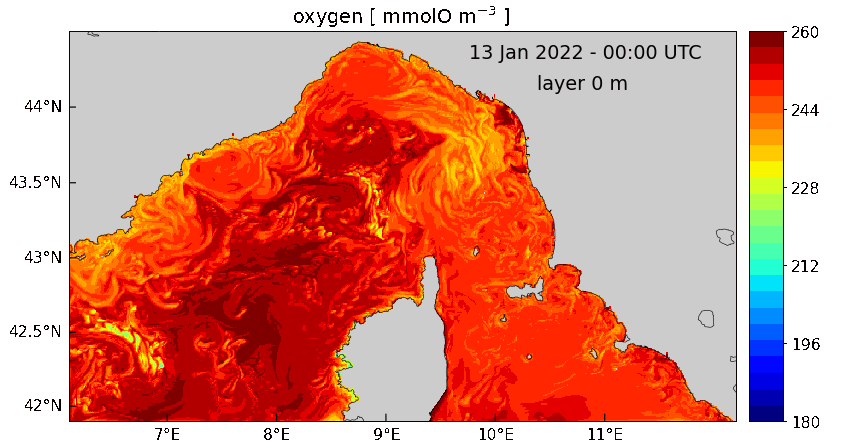 oxygen [ mmolO m⁻³ ]
13 Jan 2022 - 00:00 UTC
layer 0 m
44°N
43.5°N
43°N
42.5°N
42°N
7°E
8°E
9°E
10°E
11°E
260
244
228
212
196
180